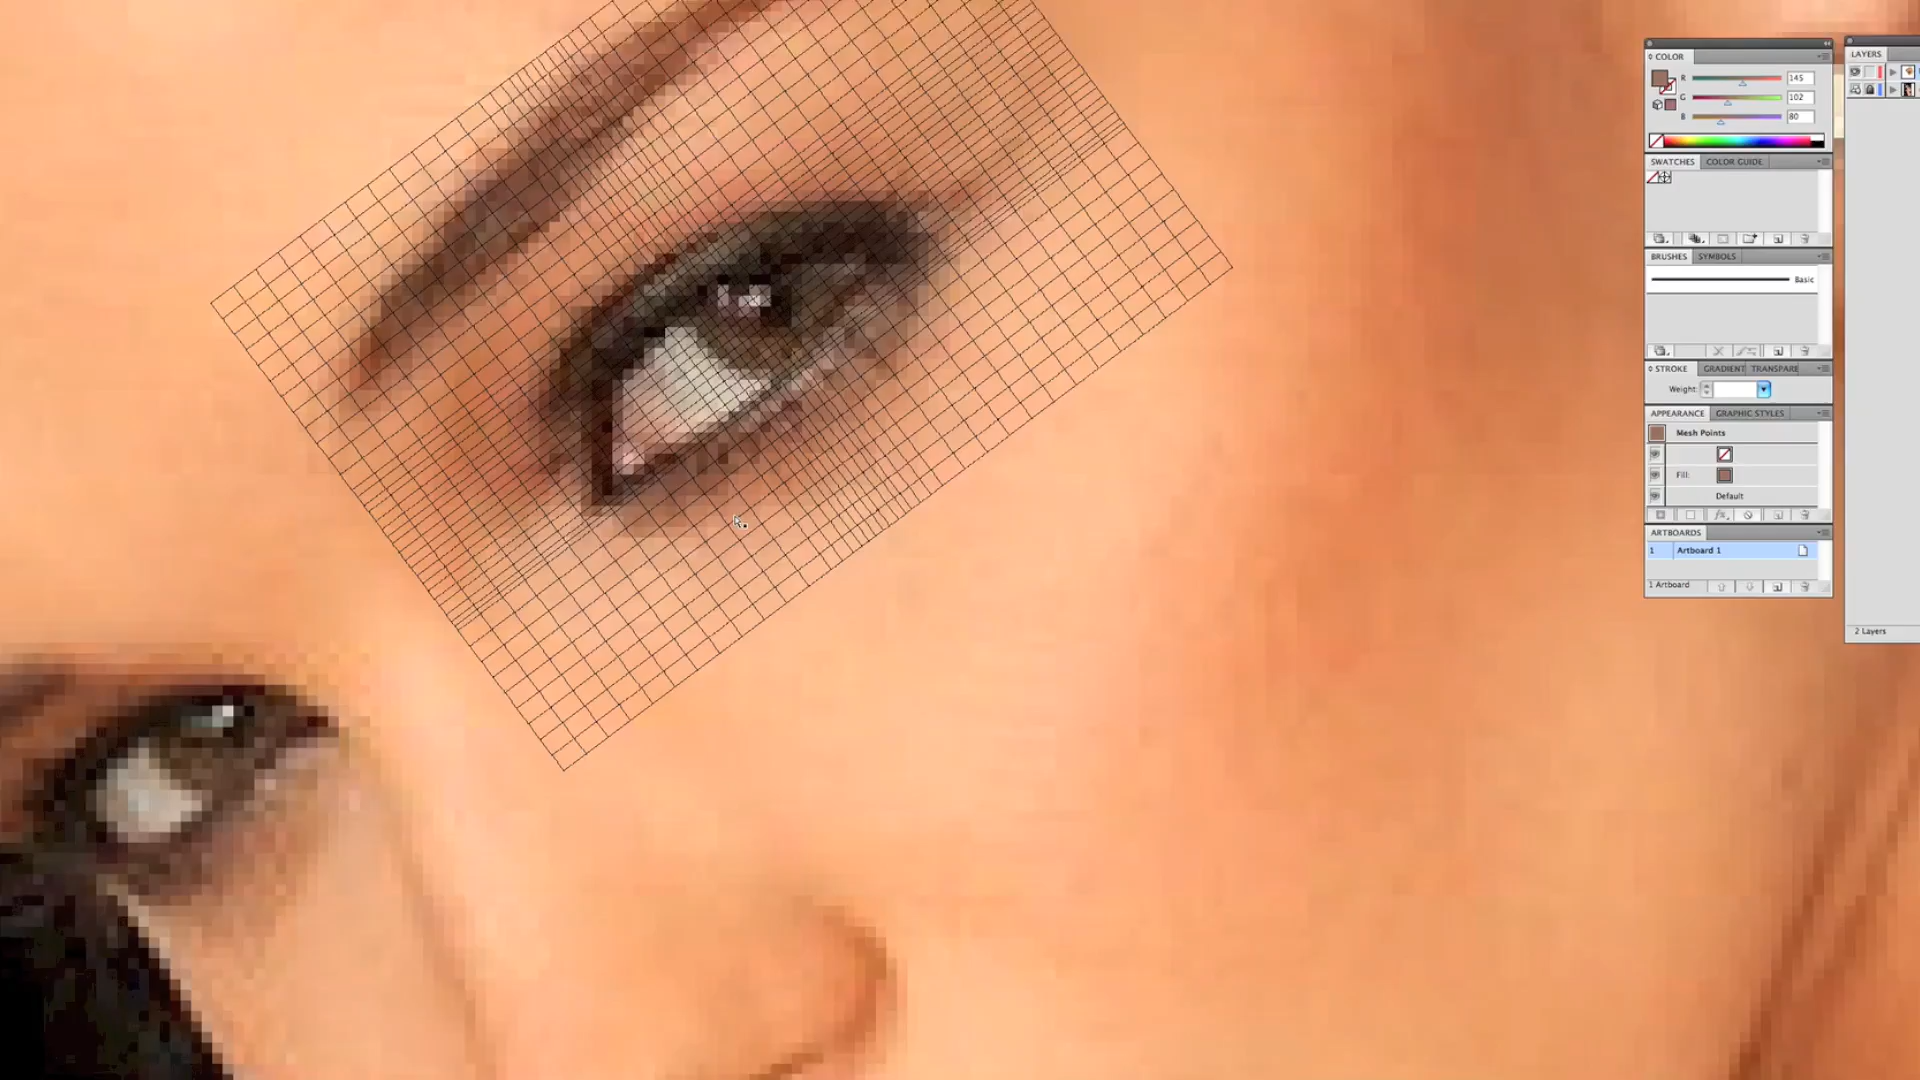 COLOR
LAYERS
R 145
G 102
B 80
SWATCHES COLOR GUIDE
BRUSHES SYMBOLS
Basic
STROKE GRADIENT TRANSPARE
Weight:
APPEARANCE GRAPHIC STYLES
Mesh Points
Fill:
Default
ARTBOARDS
1 Artboard 1
1 Artboard
2 Layers